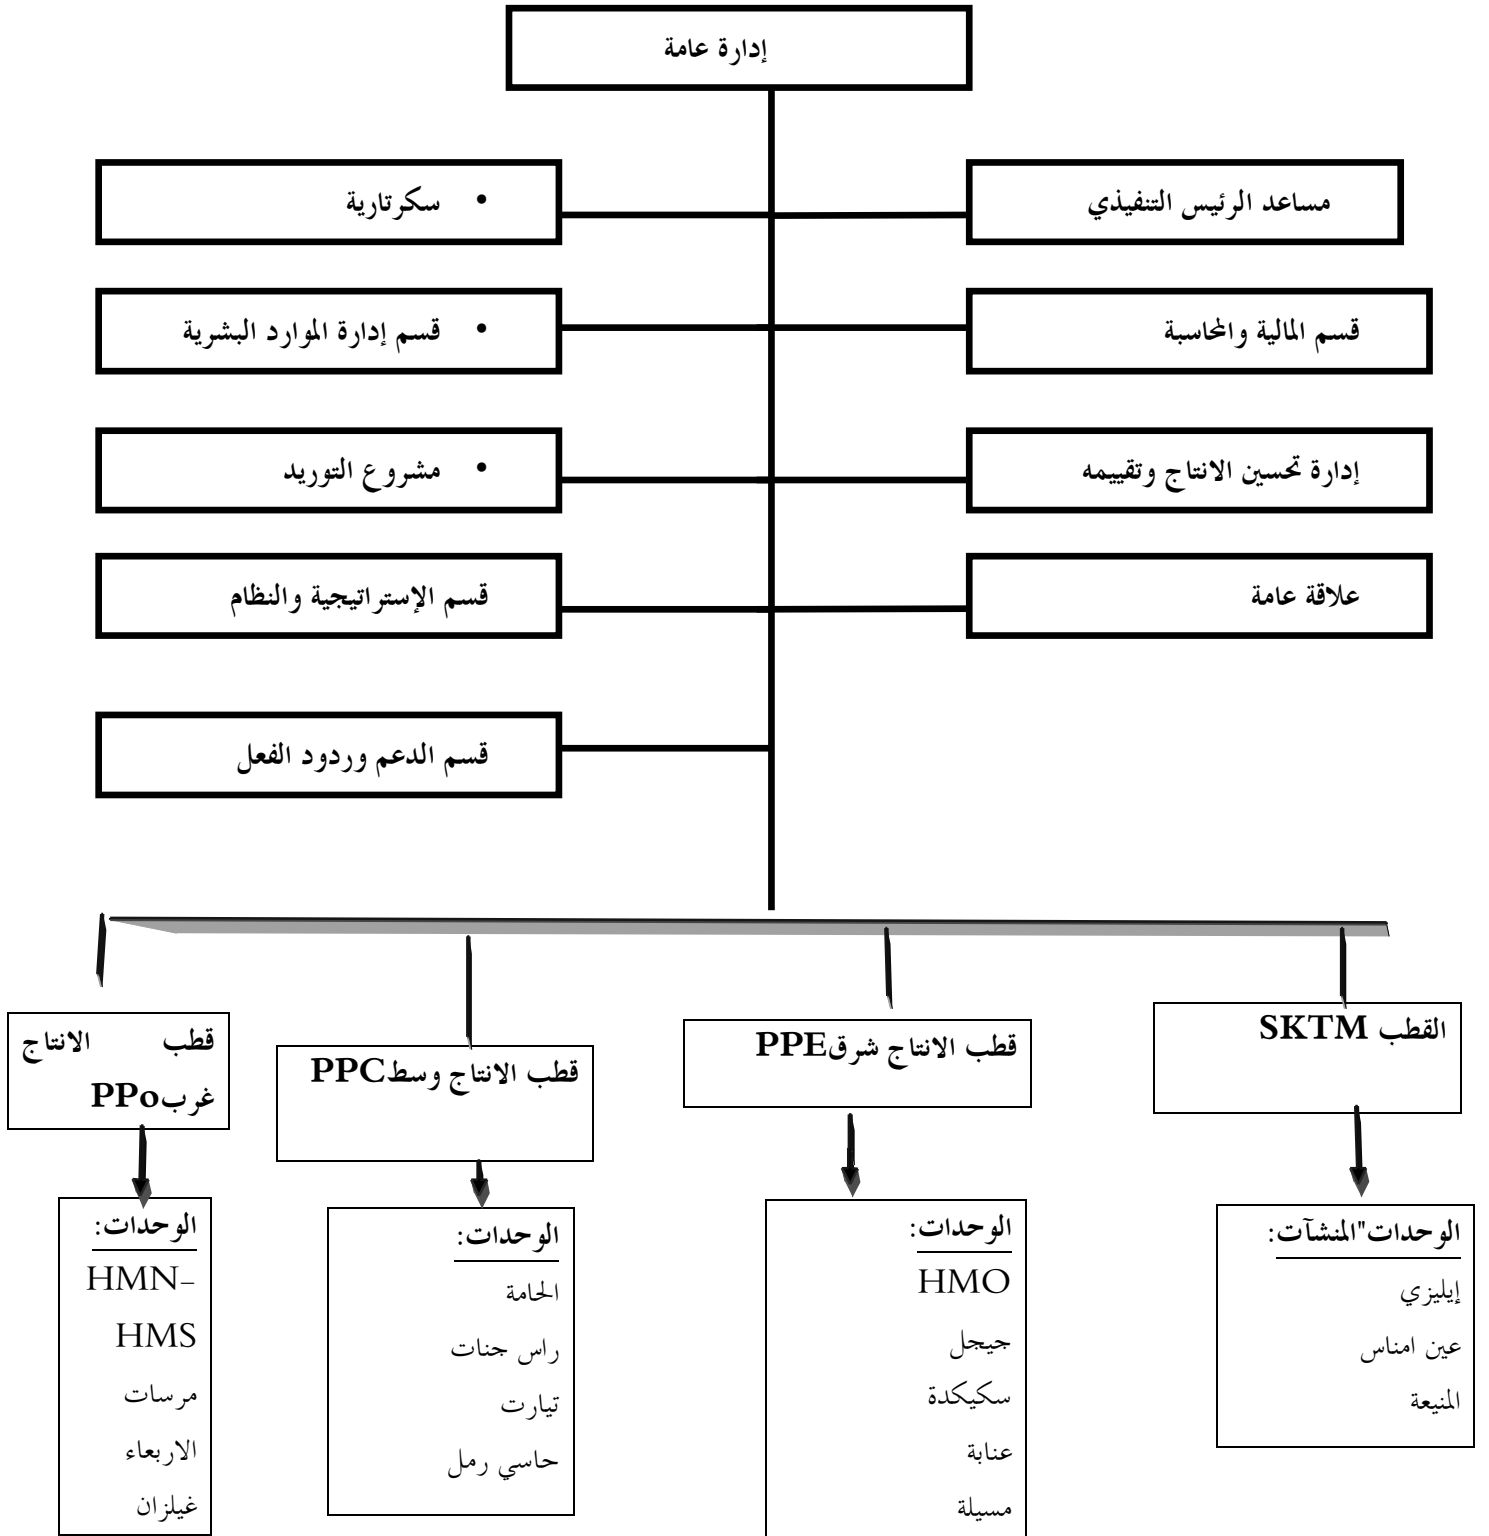 إدارة عامة
مساعد الرئيس التنفيذي
• سكرتارية
قسم المالية والمحاسبة
• قسم إدارة الموارد البشرية
إدارة تحسين الانتاج وتقييمه
• مشروع التوريد
علاقة عامة
قسم الإستراتيجية والنظام
قسم الدعم وردود الفعل
القطب SKTM
قطب الانتاج شرقPPE
قطب الانتاج وسطPPC
قطب الانتاج
غربPPo
الوحدات"المنشآت:
إيليزي
عين امناس
المنيعة
الوحدات:
HMO
جيجل
سكيكدة
عنابة
مسيلة
الوحدات:
الحامة
راس جنات
تيارت
حاسي رمل
الوحدات:
HMN-
HMS
مرسات
الاربعاء
غيلزان